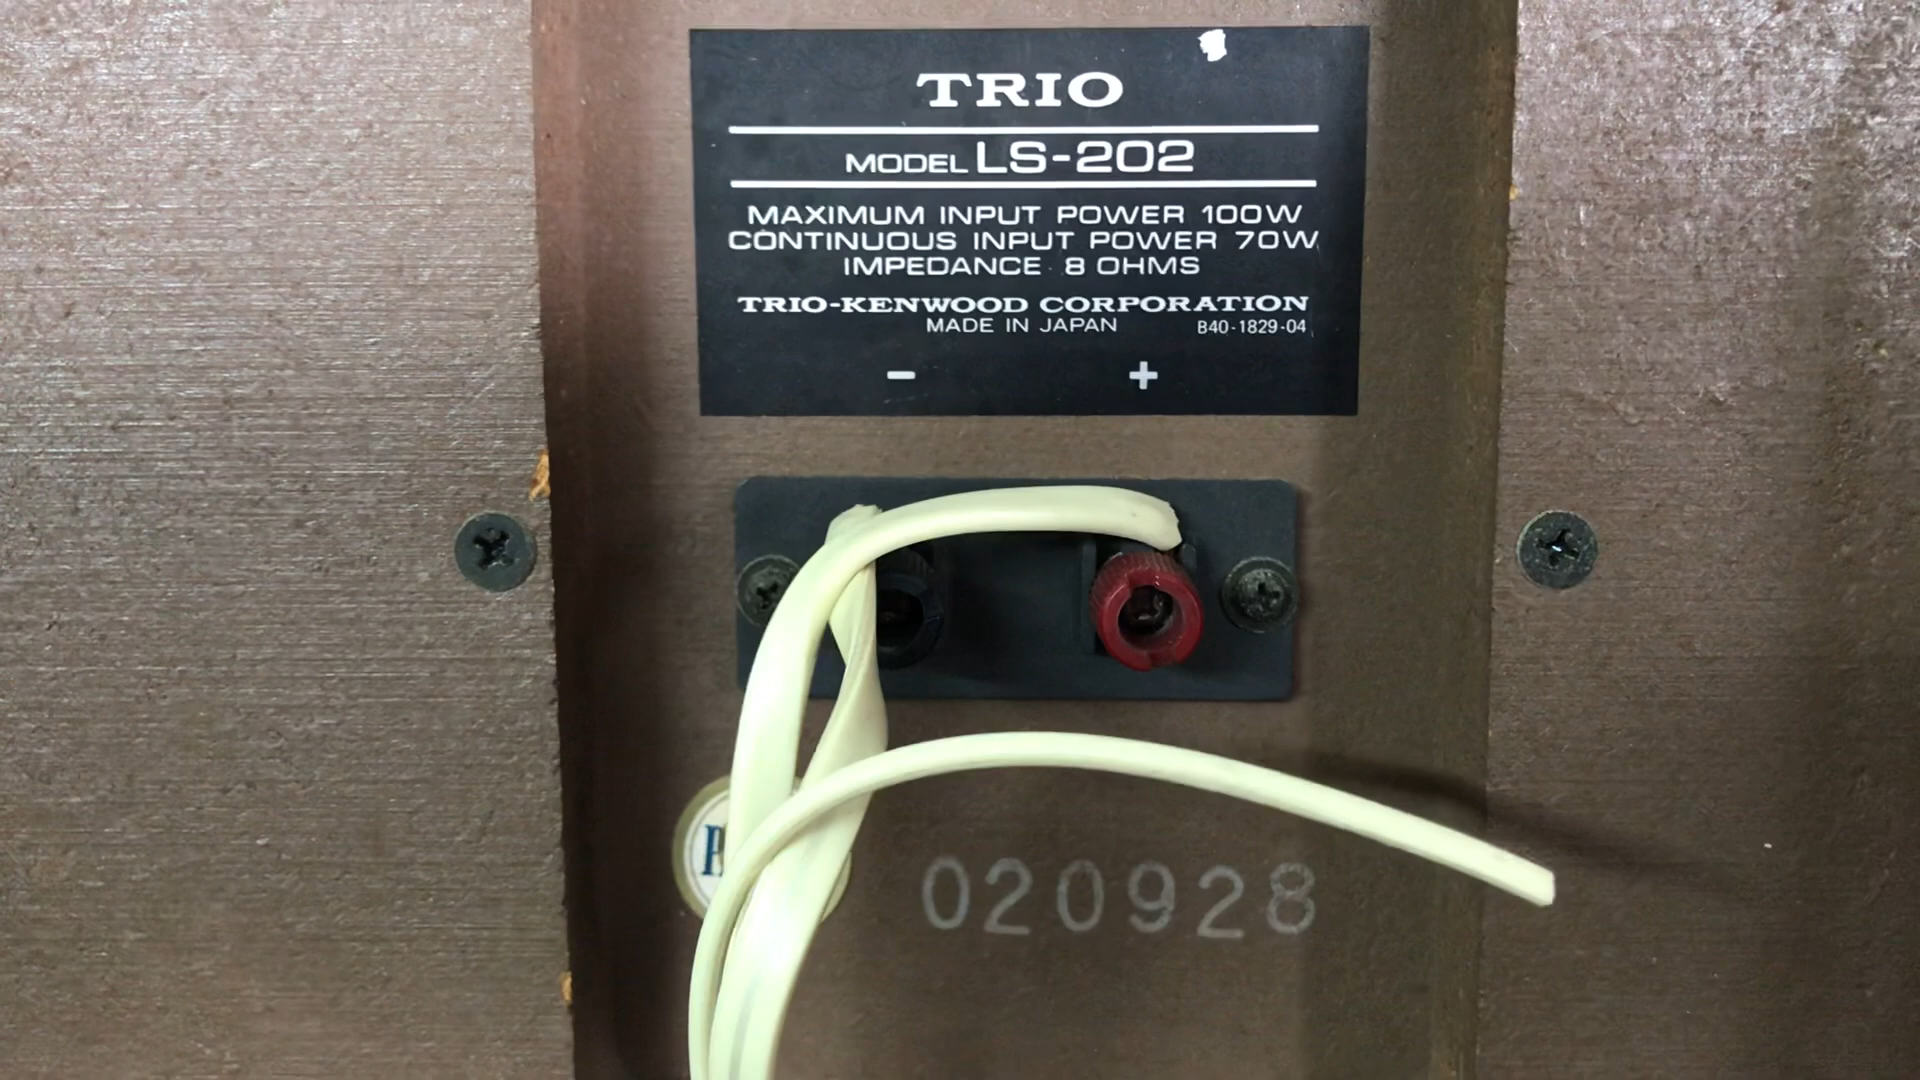 TRIO
MODEL LS-202
MAXIMUM INPUT POWER 100W
CONTINUOUS INPUT POWER 70W
IMPEDANCE 8 OHMS
TRIO-KENWOOD CORPORATION
MADE IN JAPAN B40-1829-04
- +
020928